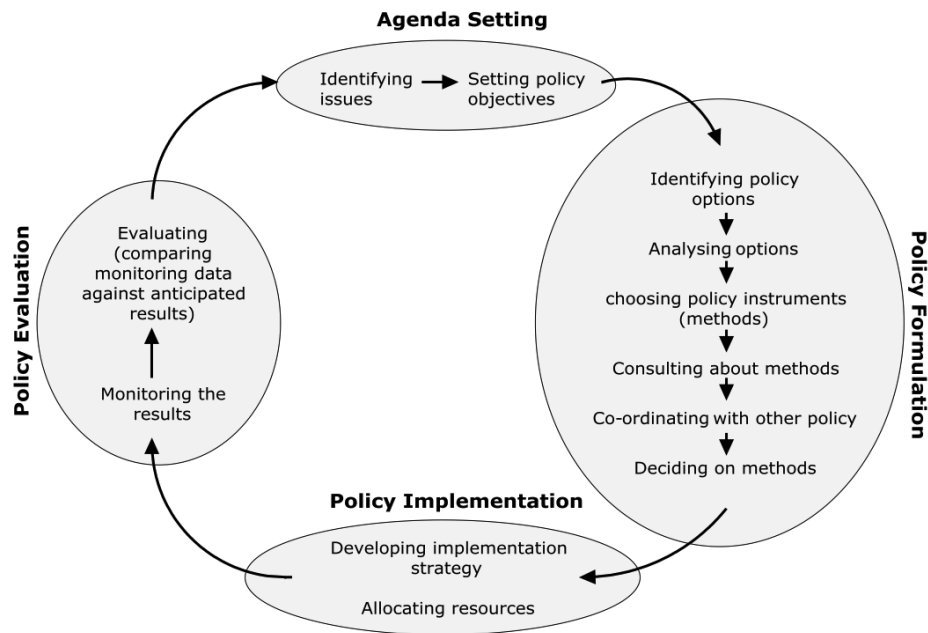 Agenda Setting
Identifying
issues
Setting policy
objectives
Policy Formulation
Identifying policy
options
Analysing options
choosing policy instruments
(methods)
Consulting about methods
Co-ordinating with other policy
Deciding on methods
Policy Implementation
Developing implementation
strategy
Allocating resources
Policy Evaluation
Evaluating
(comparing
monitoring data
against anticipated
results)
Monitoring the
results